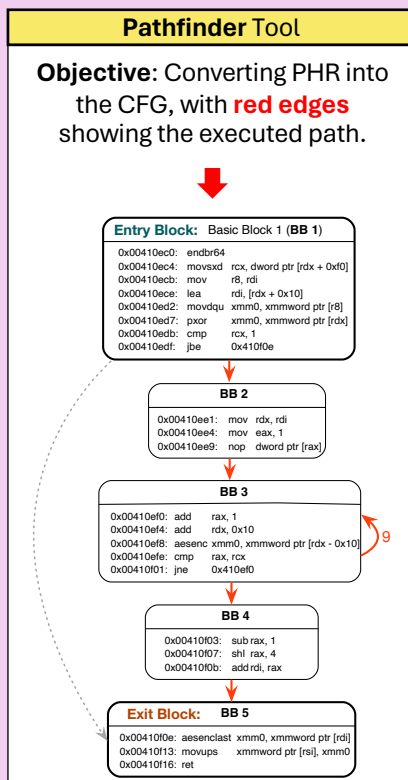 Pathfinder Tool
Objective: Converting PHR into
the CFG, with red edges
showing the executed path.
Entry Block: Basic Block 1 (BB 1)
0x00410ec0: endbr64
0x00410ec4: movsxd rcx, dword ptr [rdx + 0xf0]
0x00410ecb: mov r8, rdi
0x00410ece: lea rdi, [rdx + 0x10]
0x00410ed2: movdqu xmm0, xmmword ptr [r8]
0x00410ed7: pxor xmm0, xmmword ptr [rdx]
0x00410edb: cmp rcx, 1
0x00410edf: jbe 0x410f0e
BB 2
0x00410ee1: mov rdx, rdi
0x00410ee4: mov eax, 1
0x00410ee9: nop dword ptr [rax]
BB 3
0x00410ef0: add rax, 1
0x00410ef4: add rdx, 0x10
0x00410ef8: aesenc xmm0, xmmword ptr [rdx - 0x10]
0x00410efe: cmp rax, rcx
0x00410f01: jne 0x410ef0
9
BB 4
0x00410f03: sub rax, 1
0x00410f07: shl rax, 4
0x00410f0b: add rdi, rax
Exit Block: BB 5
0x00410f0e: aesenclast xmm0, xmmword ptr [rdi]
0x00410f13: movups xmmword ptr [rsi], xmm0
0x00410f16: ret